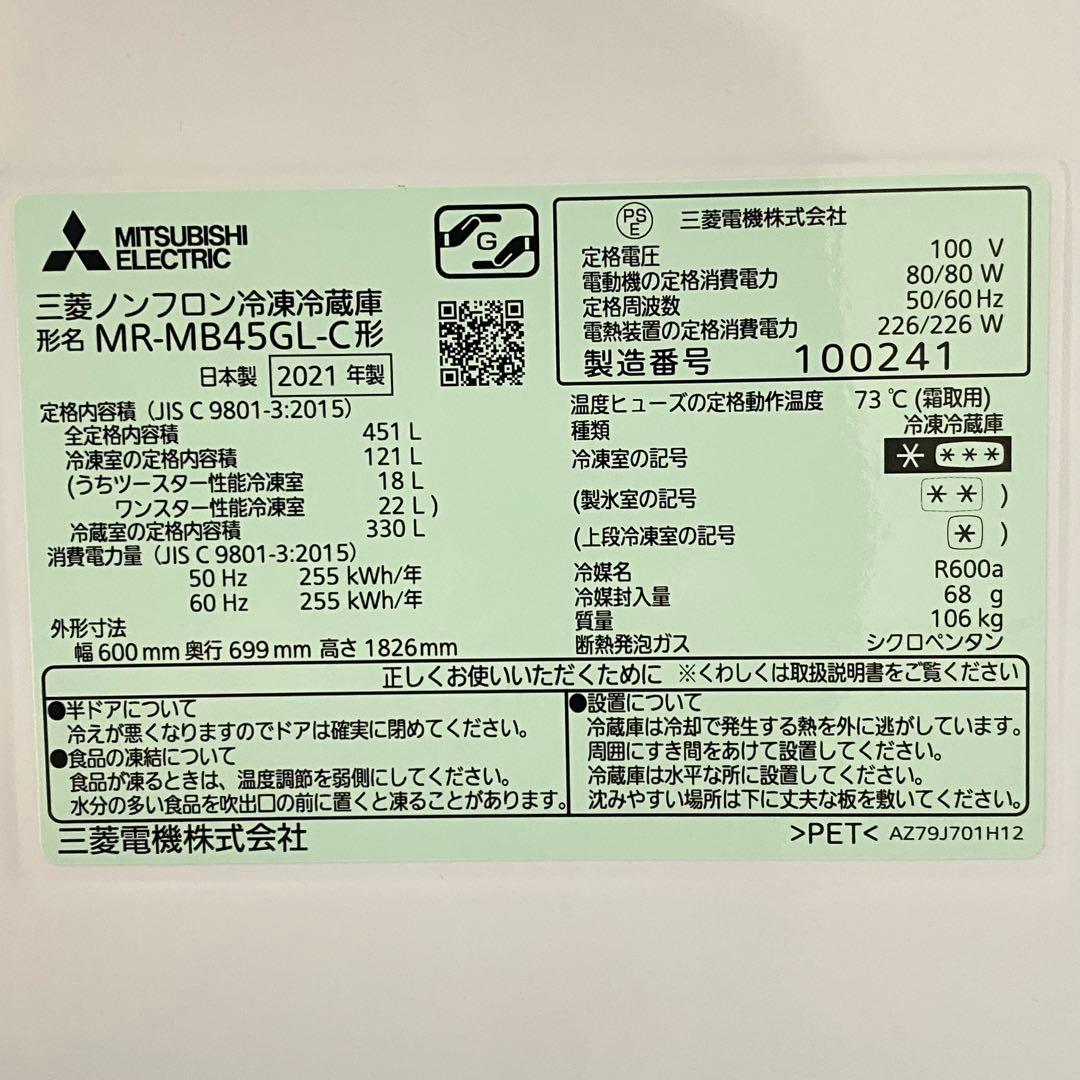 MITSUBISHI
ELECTRIC
G
三菱ノンフロン冷凍冷蔵庫
形名 MR-MB45GL-C形
日本製 2021 年製
定格内容積(JIS C 9801-3:2015)
全定格内容積 451 L
冷凍室の定格内容積 121 L
(うちツースター性能冷凍室 18 L
ワンスター性能冷凍室 22 L)
冷蔵室の定格内容積 330 L
消費電力量(JIS C 9801-3:2015)
50 Hz 255 kWh/年
60 Hz 255 kWh/年
外形寸法
幅 600 mm 奥行 699 mm 高さ 1826 mm
PS
E
三菱電機株式会社
定格電圧 100 V
電動機の定格消費電力 80/80 W
定格周波数 50/60 Hz
電熱装置の定格消費電力 226/226 W
製造番号 100241
温度ヒューズの定格動作温度 73 ℃ (霜取用)
種類 冷凍冷蔵庫
冷凍室の記号 * ***
(製氷室の記号 ** )
(上段冷凍室の記号 * )
冷媒名 R600a
冷媒封入量 68 g
質量 106 kg
断熱発泡ガス シクロペンタン
正しくお使いいただくために ※くわしくは取扱説明書をご覧ください
●半ドアについて
冷えが悪くなりますのでドアは確実に閉めてください。
●食品の凍結について
食品が凍るときは、温度調節を弱側にしてください。
水分の多い食品を吹出口の前に置くと凍ることがあります。
●設置について
冷蔵庫は冷却で発生する熱を外に逃がしています。
周囲にすき間をあけて設置してください。
冷蔵庫は水平な所に設置してください。
沈みやすい場所は下に丈夫な板を敷いてください。
三菱電機株式会社
>PET< AZ79J701H12